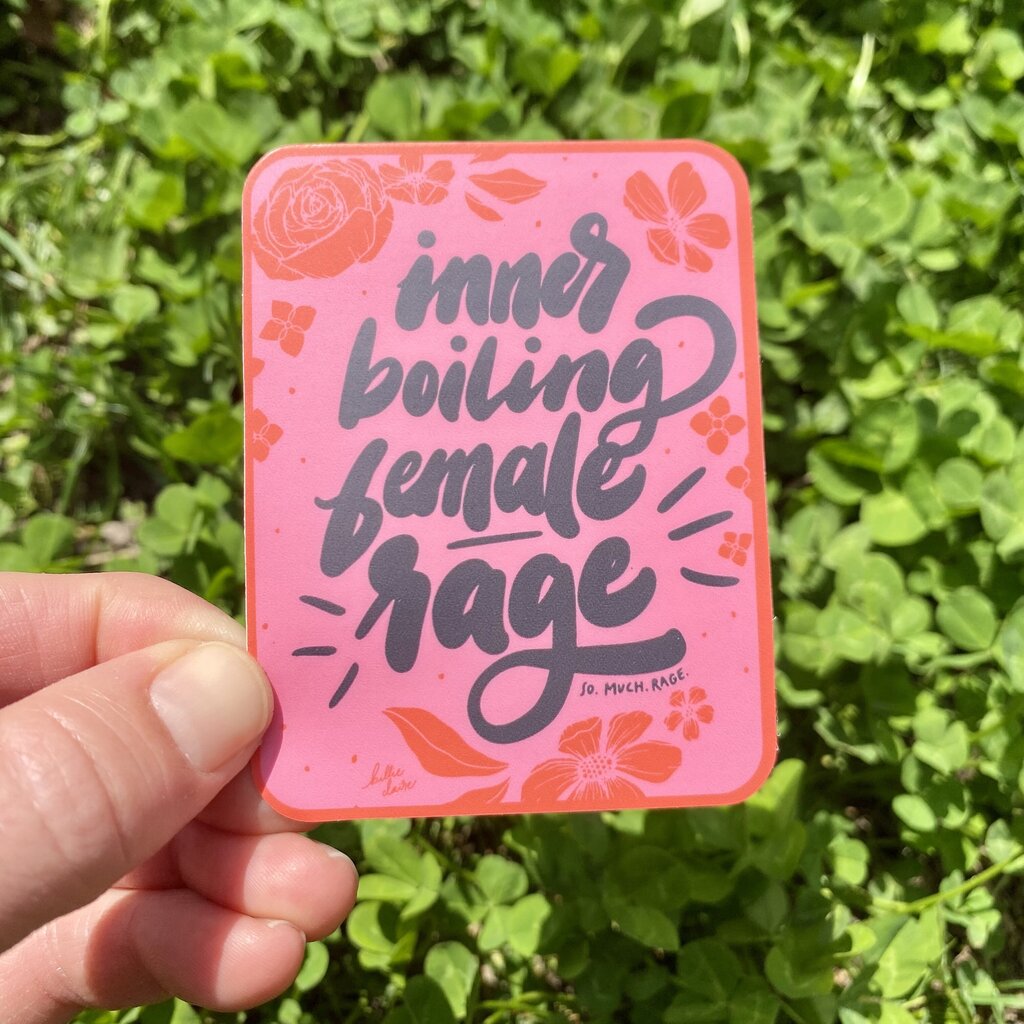 inner
boiling
female
rage
SO. MUCH. RAGE.